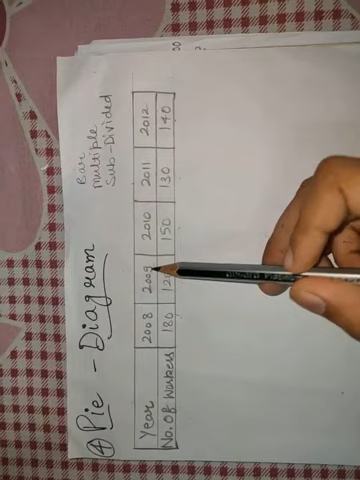 ④ Pie - Diagram
Bar
Multiple
Sub-Divided
Year 2008 2009 2010 2011 2012
No. Of Workers 180 150 130 140